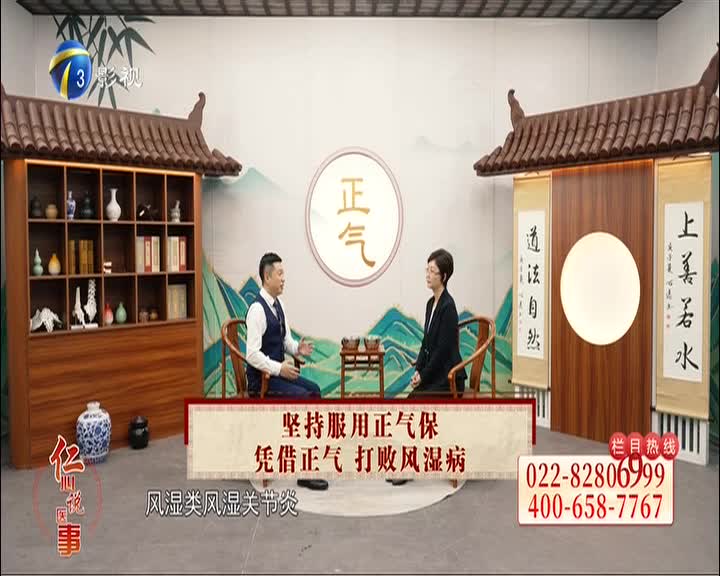 3 影视
正气
道法自然
上善若水
坚持服用正气保
凭借正气 打败风湿病
栏目热线
022-82806999
400-658-7767
仁心说医事
风湿类风湿关节炎